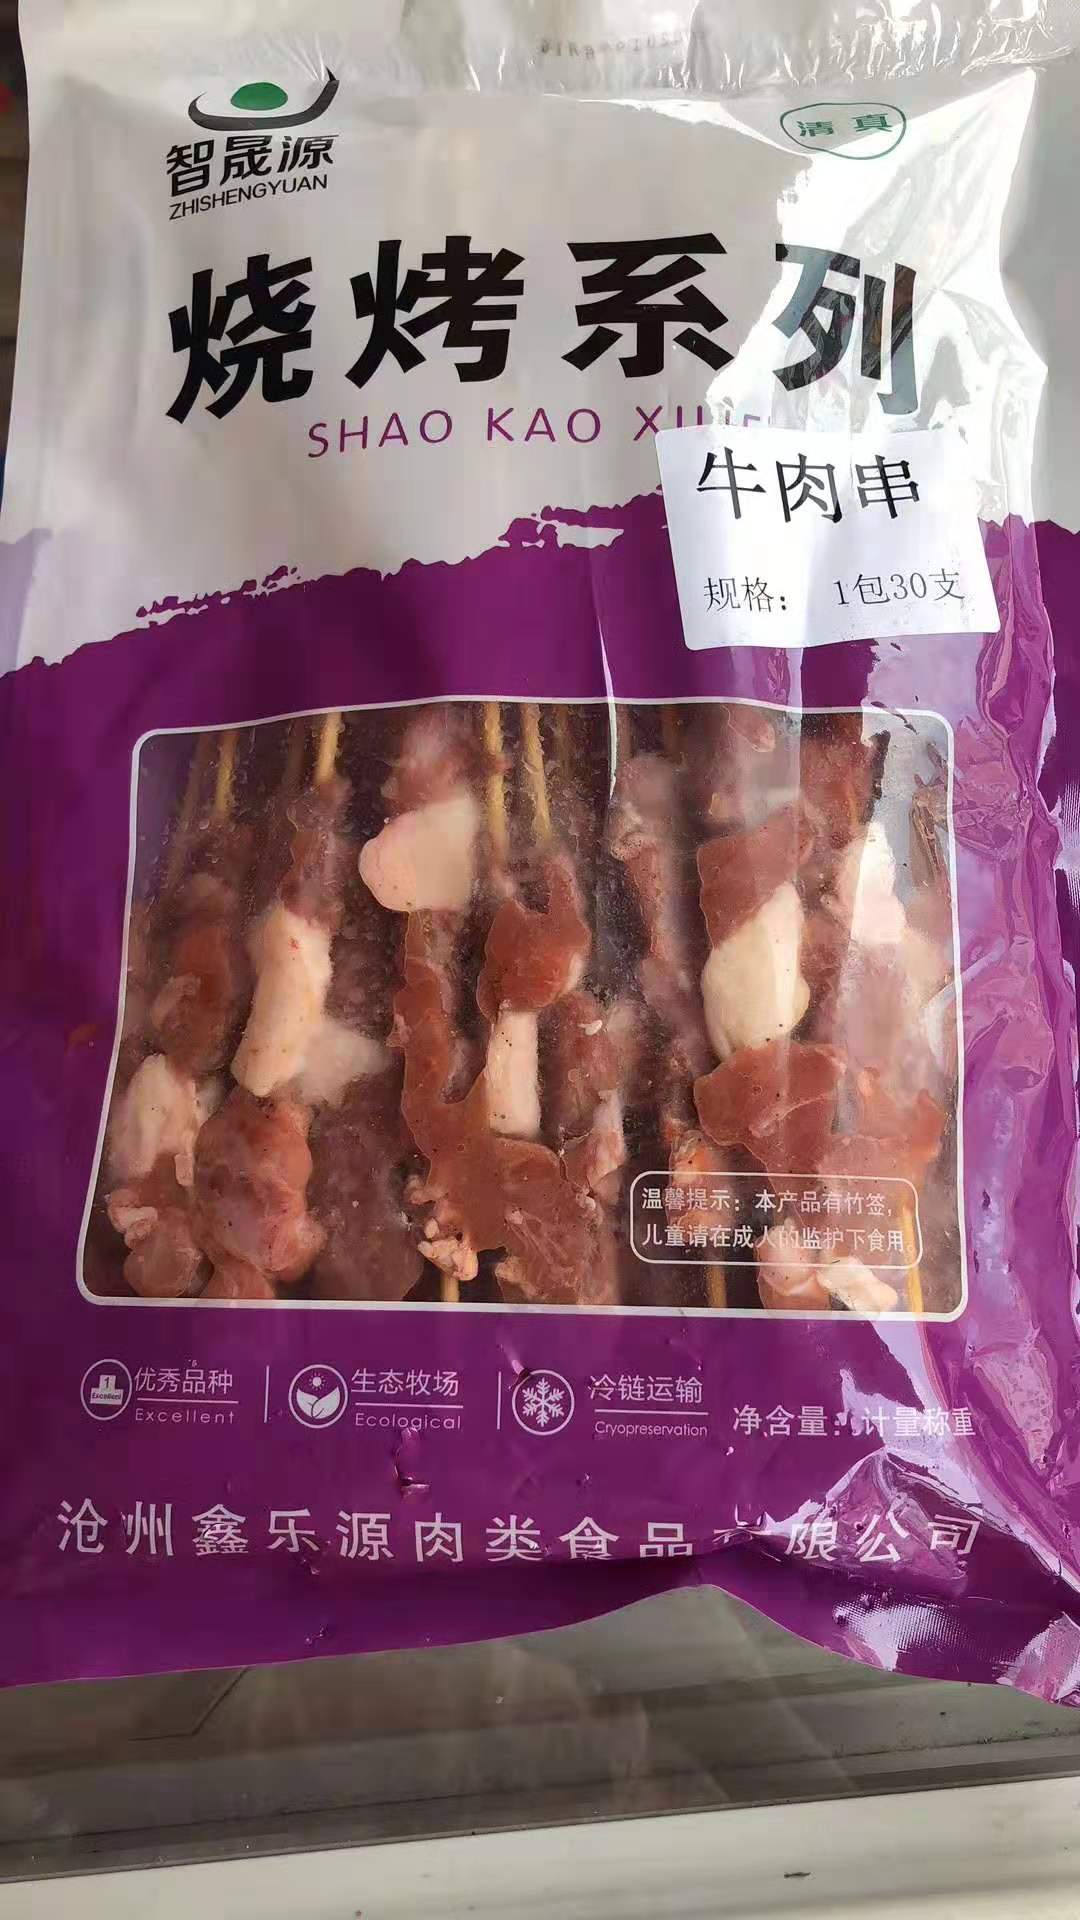 智晟源
ZHISHENGYUAN
清真
烧烤系列
SHAO KAO
牛肉串
规格： 1包30支
温馨提示：本产品有竹签，
儿童请在成人的监护下食用。
1
Excellent
优秀品种
Excellent
生态牧场
Ecological
冷链运输
Cryopreservation
净含量：计量称重
沧州鑫乐源肉类食品有限公司